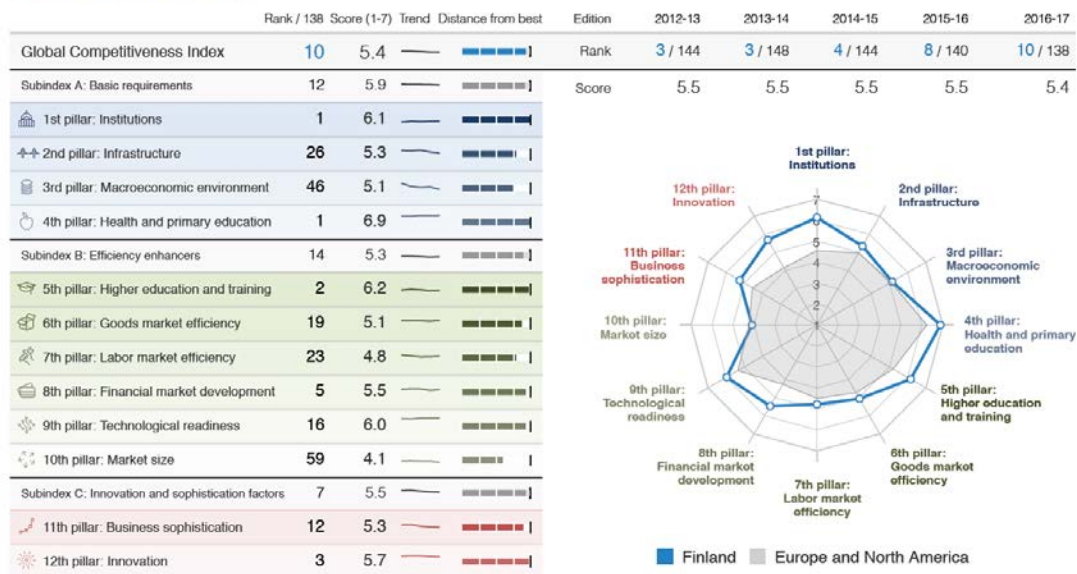 Rank / 138 Score (1-7) Trend Distance from best
Global Competitiveness Index 10 5.4
Subindex A: Basic requirements 12 5.9
1st pillar: Institutions 1 6.1
2nd pillar: Infrastructure 26 5.3
3rd pillar: Macroeconomic environment 46 5.1
4th pillar: Health and primary education 1 6.9
Subindex B: Efficiency enhancers 14 5.3
5th pillar: Higher education and training 2 6.2
6th pillar: Goods market efficiency 19 5.1
7th pillar: Labor market efficiency 23 4.8
8th pillar: Financial market development 5 5.5
9th pillar: Technological readiness 16 6.0
10th pillar: Market size 59 4.1
Subindex C: Innovation and sophistication factors 7 5.5
11th pillar: Business sophistication 12 5.3
12th pillar: Innovation 3 5.7
Edition 2012-13 2013-14 2014-15 2015-16 2016-17
Rank 3 / 144 3 / 148 4 / 144 8 / 140 10 / 138
Score 5.5 5.5 5.5 5.5 5.4
1st pillar:
Institutions
2nd pillar:
Infrastructure
3rd pillar:
Macroeconomic
environment
4th pillar:
Health and primary
education
5th pillar:
Higher education
and training
6th pillar:
Goods market
efficiency
7th pillar:
Labor market
efficiency
8th pillar:
Financial market
development
9th pillar:
Technological
readiness
10th pillar:
Market size
11th pillar:
Business
sophistication
12th pillar:
Innovation
7
6
5
4
3
2
1
Finland Europe and North America